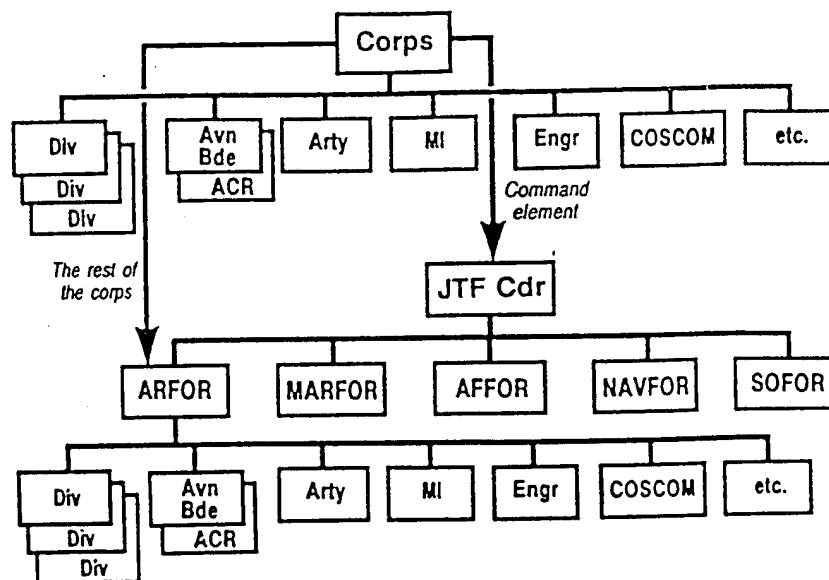 Corps
Div
Div
Div
Avn
Bde
ACR
Arty
MI
Engr
COSCOM
etc.
Command
element
The rest of
the corps
JTF Cdr
ARFOR
MARFOR
AFFOR
NAVFOR
SOFOR
Div
Div
Div
Avn
Bde
ACR
Arty
MI
Engr
COSCOM
etc.